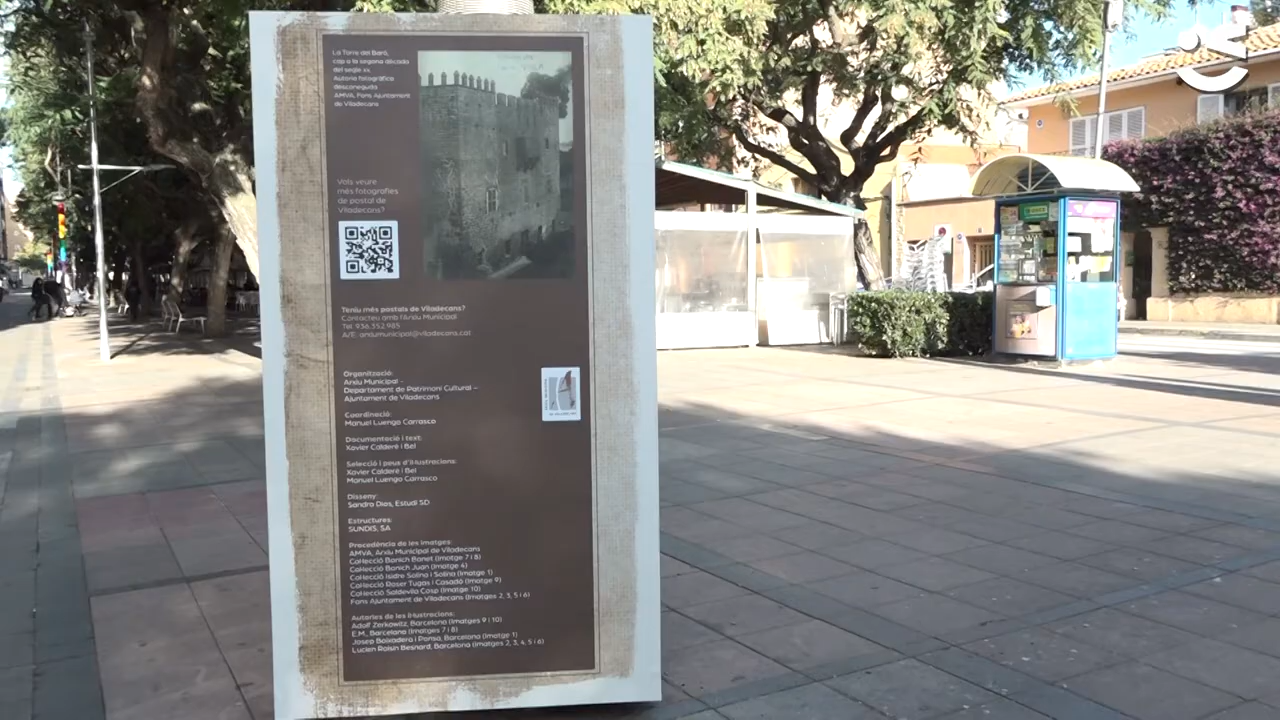 La Torre del Baró,
cap a la segona dècada
del segle XX.
Autoria fotogràfica
desconeguda
AMVA, Fons Ajuntament
de Viladecans
Vols veure
més fotografies
de postal de
Viladecans?
Teniu més postals de Viladecans?
Contacteu amb l'Arxiu Municipal
Tel. 936.352.985
A/E: arxiumunicipal@viladecans.cat
Organització:
Arxiu Municipal -
Departament de Patrimoni Cultural –
Ajuntament de Viladecans
Coordinació:
Manuel Luengo Carrasco
Documentació i text:
Xavier Calderé i Bel
Selecció i peus d'il·lustracions:
Xavier Calderé i Bel
Manuel Luengo Carrasco
Disseny:
Sandra Dios, Estudi SD
Estructures:
SUNDIS, SA
Procedència de les imatges:
AMVA, Arxiu Municipal de Viladecans
Col·lecció Bonich Bonet (Imatge 7 i 8)
Col·lecció Bonich Juan (Imatge 4)
Col·lecció Isidre Solina i Solina (Imatge 1)
Col·lecció Roser Tugas i Casadó (Imatge 9)
Col·lecció Saldevila Cosp (Imatge 10)
Fons Ajuntament de Viladecans (Imatges 2, 3, 5 i 6)
Autories de les il·lustracions:
Adolf Zerkowitz, Barcelona (Imatges 9 i 10)
E.M., Barcelona (Imatges 7 i 8)
Josep Boixadera i Ponsa, Barcelona (Imatge 1)
Lucien Roisin Besnard, Barcelona (Imatges 2, 3, 4, 5 i 6)